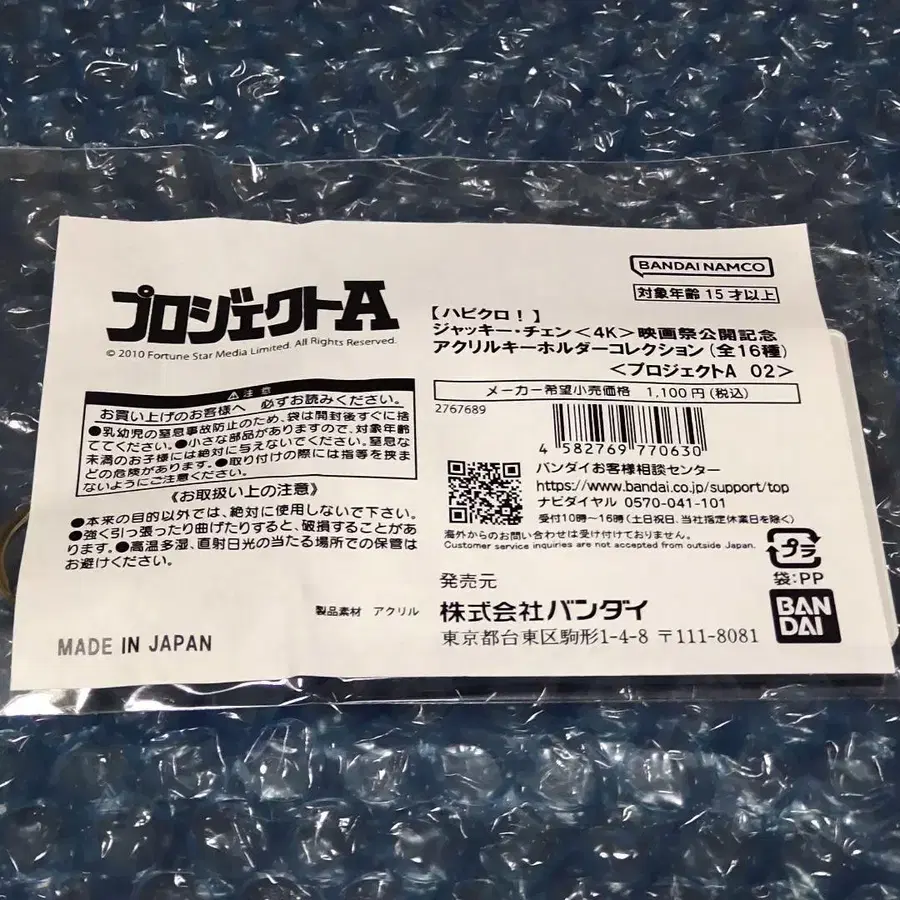 プロジェクトA
© 2010 Fortune Star Media Limited. All Rights Reserved.
⚠注 意
お買い上げのお客様へ 必ずお読みください。
●乳幼児の窒息事故防止のため、袋は開封後すぐに捨
ててください。●小さな部品がありますので、対象年齢
未満のお子様には絶対に与えないでください。窒息な
どの危険があります。●取り付けの際には指等を挟ま
ないようにご注意ください。
《お取扱い上の注意》
●本来の目的以外では、絶対に使用しないで下さい。
●強く引っ張ったり曲げたりすると、破損することがあ
ります。●高温多湿、直射日光の当たる場所での保管は
お避けください。
製品素材 アクリル
MADE IN JAPAN
BANDAI NAMCO
対象年齢 15才以上
【ハピクロ！】
ジャッキー・チェン＜4K＞映画祭公開記念
アクリルキーホルダーコレクション(全16種)
＜プロジェクトA 02＞
メーカー希望小売価格 1,100円(税込)
2767689
4 582769 770630
バンダイお客様相談センター
https://www.bandai.co.jp/support/top
ナビダイヤル 0570-041-101
受付10時～16時(土日祝日、当社指定休業日を除く)
海外からのお問い合わせは受け付けておりません。
Customer service inquiries are not accepted from outside Japan.
プラ
袋:PP
発売元
株式会社バンダイ
東京都台東区駒形1-4-8 〒111-8081
BAN
DAI